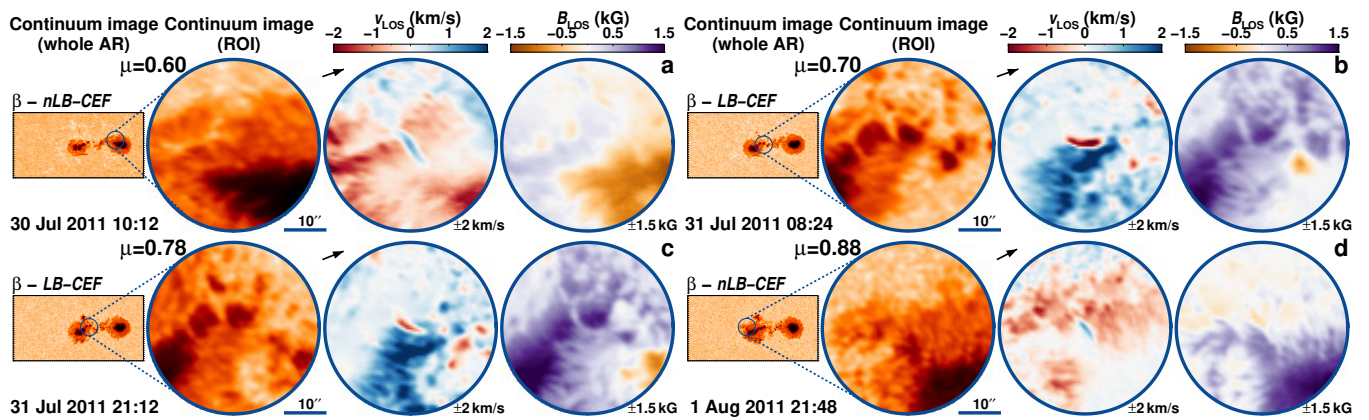 Continuum image
(whole AR)
Continuum image
(ROI)
v_LOS (km/s)
−2 −1 0 1 2
B_LOS (kG)
−1.5 −0.5 0.5 1.5
μ=0.60
a
β − nLB−CEF
30 Jul 2011 10:12
10″
±2 km/s
±1.5 kG
Continuum image
(whole AR)
Continuum image
(ROI)
v_LOS (km/s)
−2 −1 0 1 2
B_LOS (kG)
−1.5 −0.5 0.5 1.5
μ=0.70
b
β − LB−CEF
31 Jul 2011 08:24
10″
±2 km/s
±1.5 kG
μ=0.78
c
β − LB−CEF
31 Jul 2011 21:12
10″
±2 km/s
±1.5 kG
μ=0.88
d
β − nLB−CEF
1 Aug 2011 21:48
10″
±2 km/s
±1.5 kG